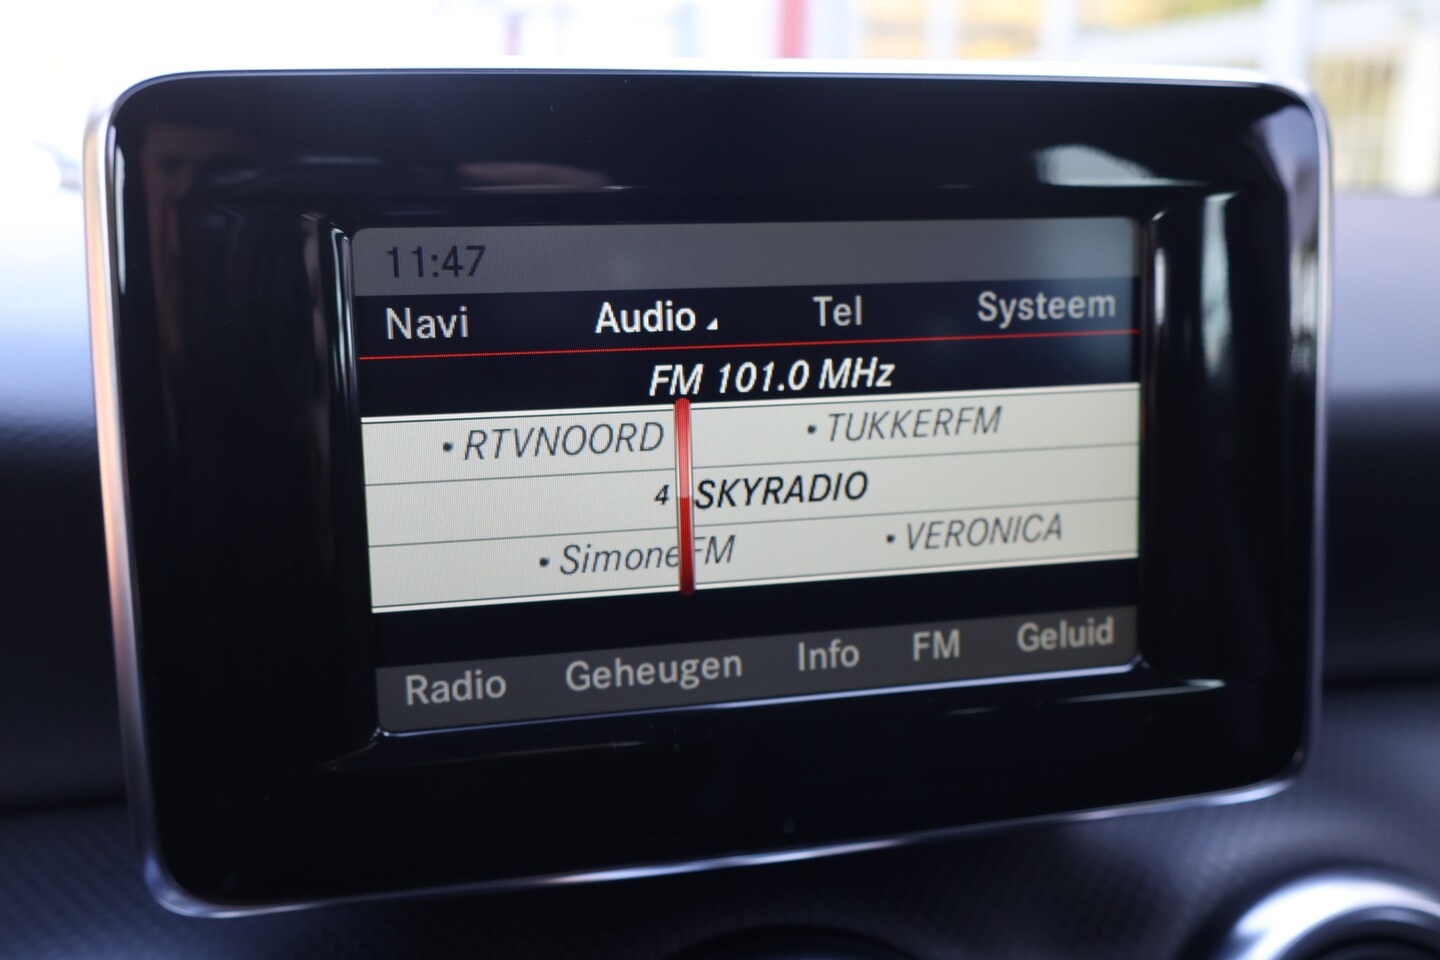 11:47
Navi Audio Tel Systeem
FM 101.0 MHz
• RTVNOORD • TUKKERFM
4 SKYRADIO
• SimoneFM • VERONICA
Radio Geheugen Info FM Geluid